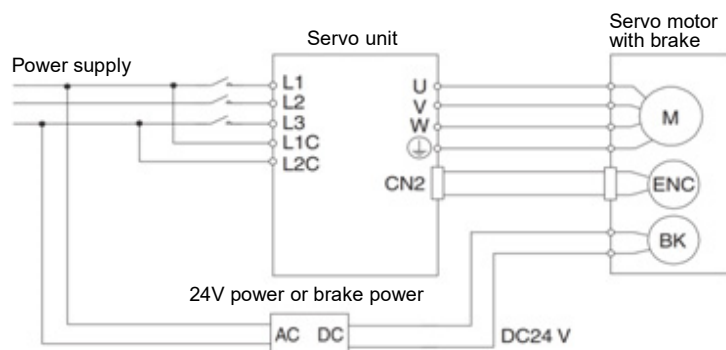 Servo unit
Servo motor
with brake
Power supply
L1
L2
L3
L1C
L2C
U
V
W
CN2
M
ENC
BK
24V power or brake power
AC DC
DC24 V